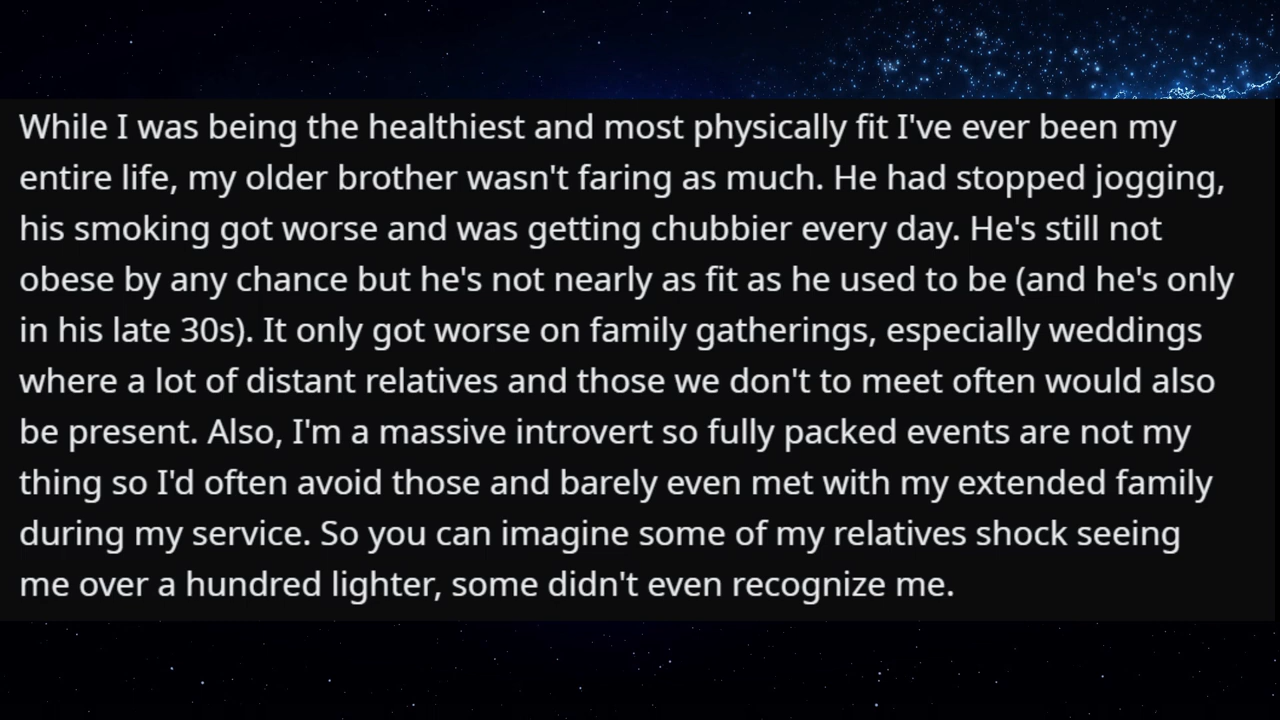 While I was being the healthiest and most physically fit I've ever been my
entire life, my older brother wasn't faring as much. He had stopped jogging,
his smoking got worse and was getting chubbier every day. He's still not
obese by any chance but he's not nearly as fit as he used to be (and he's only
in his late 30s). It only got worse on family gatherings, especially weddings
where a lot of distant relatives and those we don't to meet often would also
be present. Also, I'm a massive introvert so fully packed events are not my
thing so I'd often avoid those and barely even met with my extended family
during my service. So you can imagine some of my relatives shock seeing
me over a hundred lighter, some didn't even recognize me.